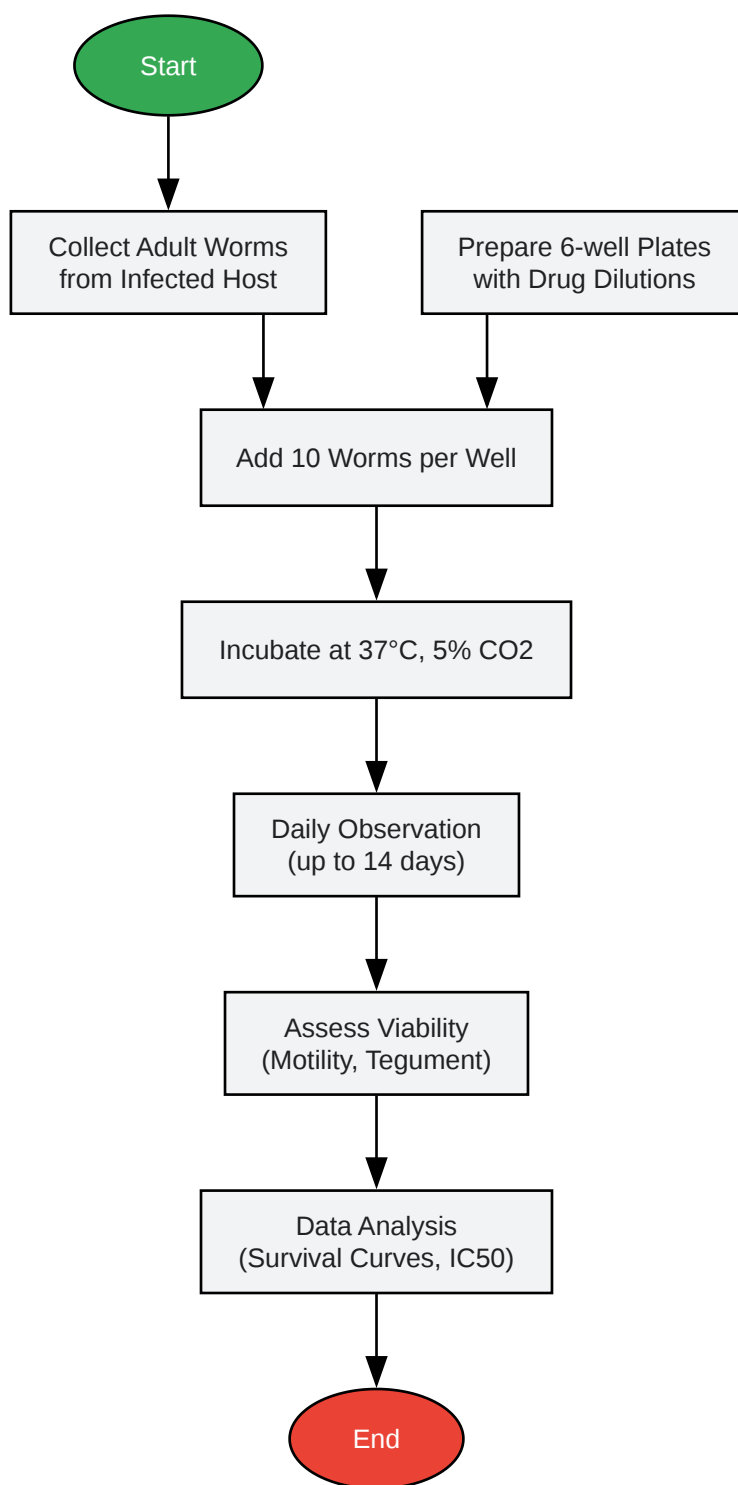 Start
Collect Adult Worms
from Infected Host
Prepare 6-well Plates
with Drug Dilutions
Add 10 Worms per Well
Incubate at 37°C, 5% CO2
Daily Observation
(up to 14 days)
Assess Viability
(Motility, Tegument)
Data Analysis
(Survival Curves, IC50)
End